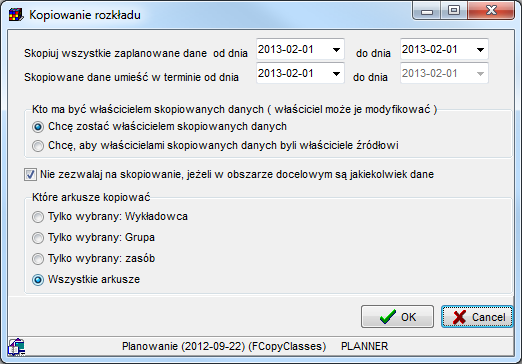 Kopiowanie rozkładu
Skopiuj wszystkie zaplanowane dane od dnia 2013-02-01 do dnia 2013-02-01
Skopiowane dane umieść w terminie od dnia 2013-02-01 do dnia 2013-02-01
Kto ma być właścicielem skopiowanych danych ( właściciel może je modyfikować )
Chcę zostać właścicielem skopiowanych danych
Chcę, aby właścicielami skopiowanych danych byli właściciele źródłowi
Nie zezwalaj na skopiowanie, jeżeli w obszarze docelowym są jakiekolwiek dane
Które arkusze kopiować
Tylko wybrany: Wykładowca
Tylko wybrany: Grupa
Tylko wybrany: zasób
Wszystkie arkusze
OK Cancel
Planowanie (2012-09-22) (FCopyClasses) PLANNER